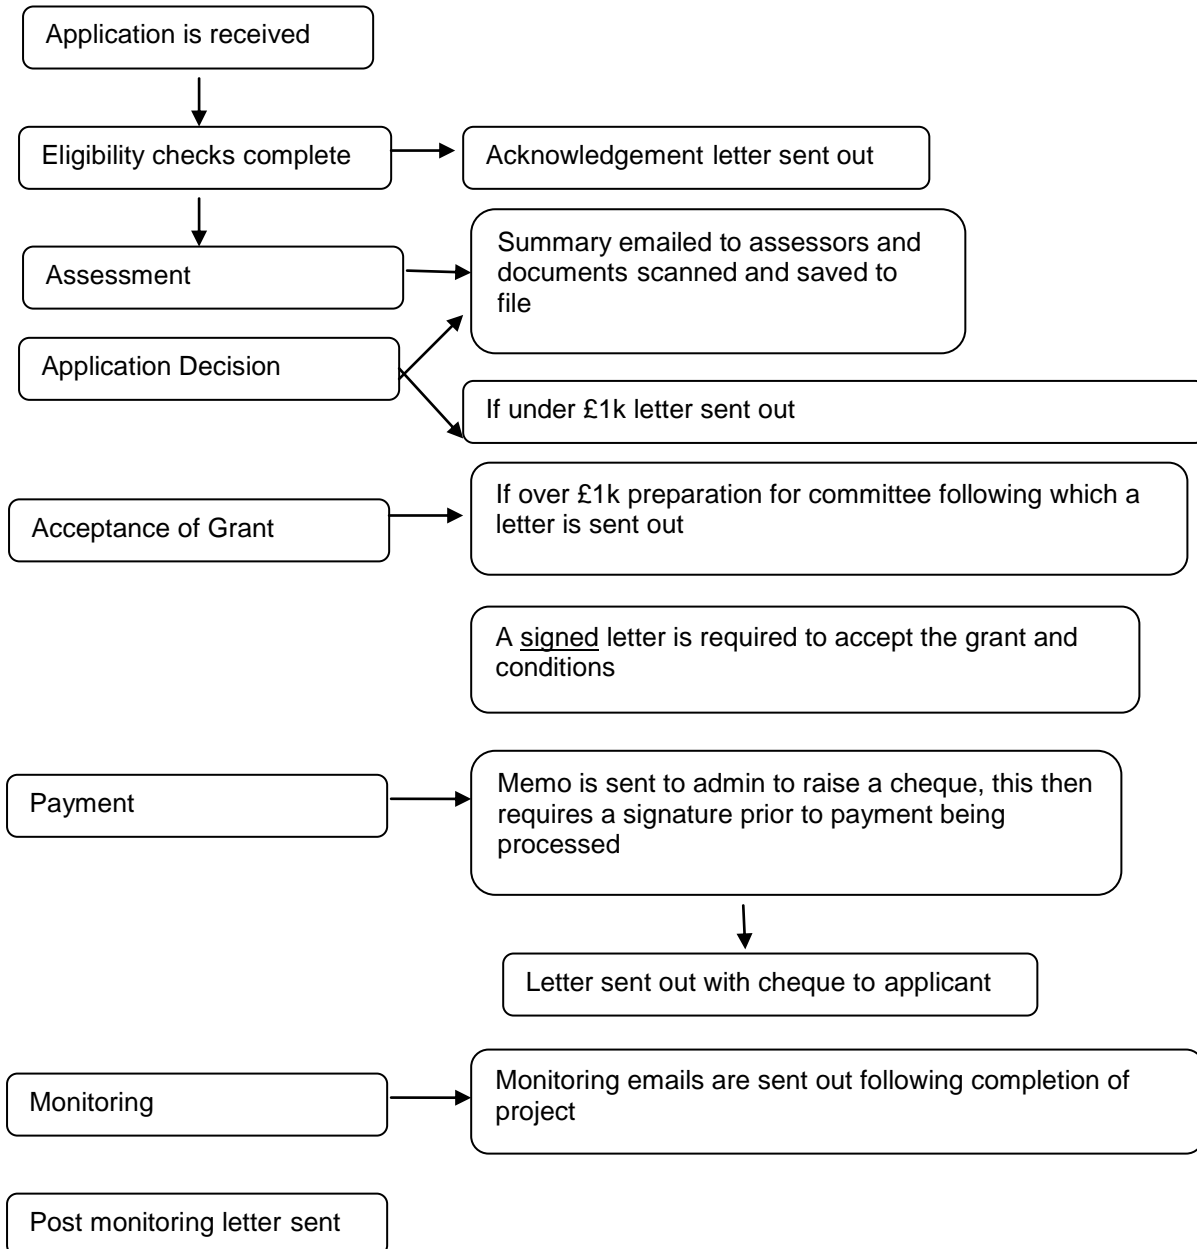 Application is received
Eligibility checks complete
Acknowledgement letter sent out
Assessment
Summary emailed to assessors and
documents scanned and saved to
file
Application Decision
If under £1k letter sent out
Acceptance of Grant
If over £1k preparation for committee following which a
letter is sent out
A signed letter is required to accept the grant and
conditions
Payment
Memo is sent to admin to raise a cheque, this then
requires a signature prior to payment being
processed
Letter sent out with cheque to applicant
Monitoring
Monitoring emails are sent out following completion of
project
Post monitoring letter sent